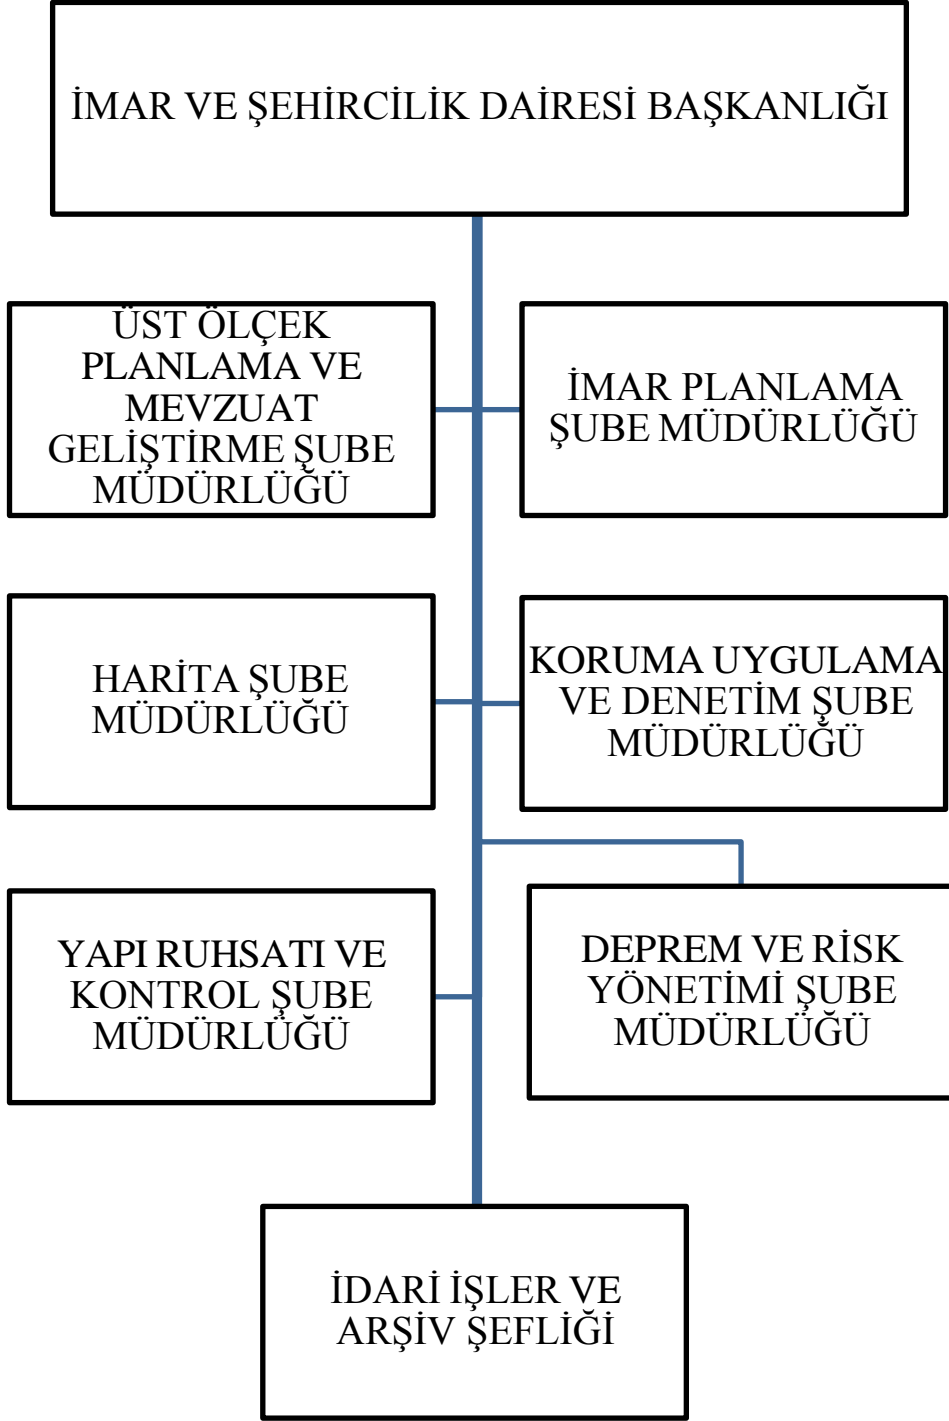 İMAR VE ŞEHİRCİLİK DAİRESİ BAŞKANLIĞI
ÜST ÖLÇEK
PLANLAMA VE
MEVZUAT
GELİŞTİRME ŞUBE
MÜDÜRLÜĞÜ
İMAR PLANLAMA
ŞUBE MÜDÜRLÜĞÜ
HARİTA ŞUBE
MÜDÜRLÜĞÜ
KORUMA UYGULAMA
VE DENETİM ŞUBE
MÜDÜRLÜĞÜ
YAPI RUHSATI VE
KONTROL ŞUBE
MÜDÜRLÜĞÜ
DEPREM VE RİSK
YÖNETİMİ ŞUBE
MÜDÜRLÜĞÜ
İDARİ İŞLER VE
ARŞİV ŞEFLİĞİ